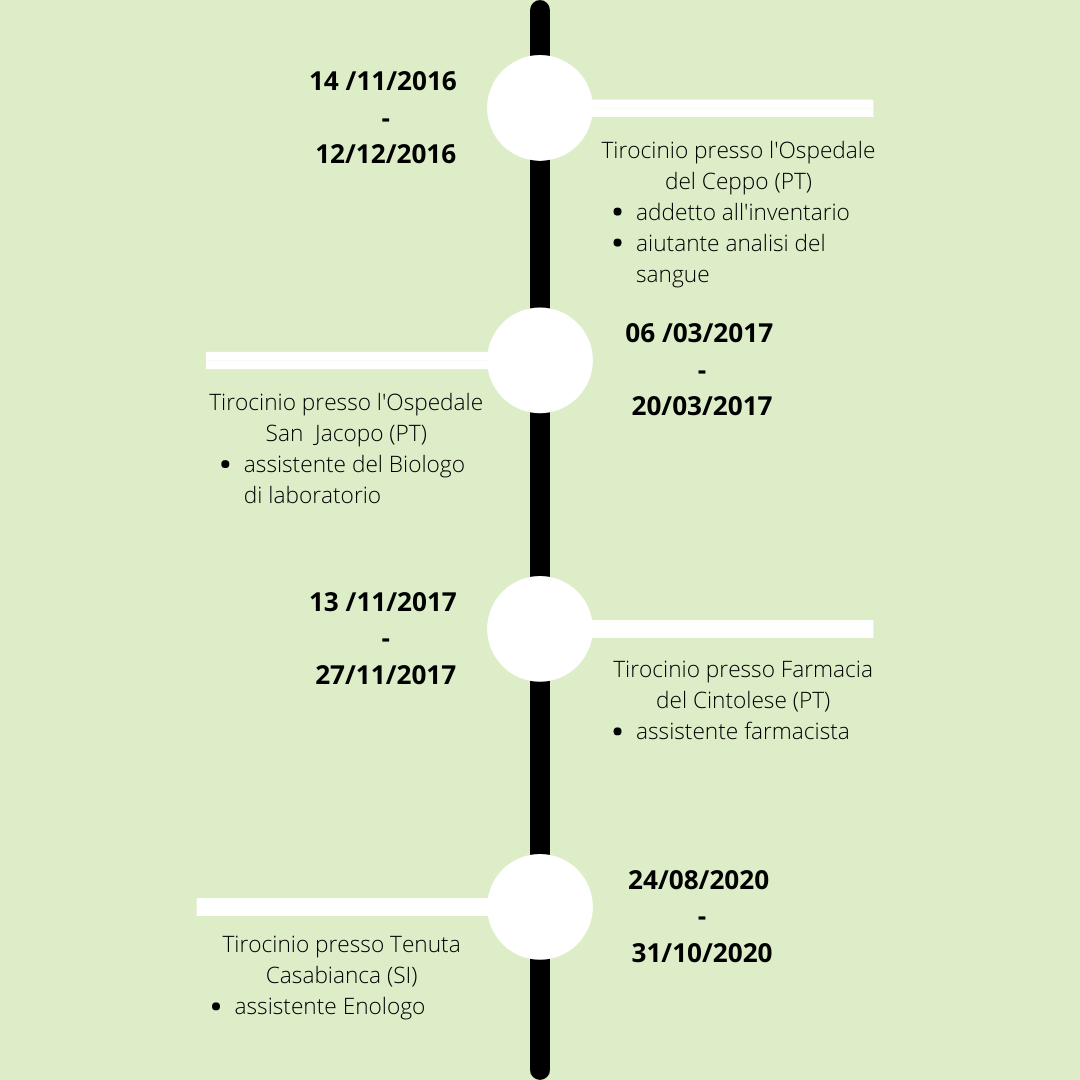 14 /11/2016
-
12/12/2016
Tirocinio presso l'Ospedale
del Ceppo (PT)
• addetto all'inventario
• aiutante analisi del
sangue
06 /03/2017
-
20/03/2017
Tirocinio presso l'Ospedale
San  Jacopo (PT)
• assistente del Biologo
di laboratorio
13 /11/2017
-
27/11/2017
Tirocinio presso Farmacia
del Cintolese (PT)
• assistente farmacista
24/08/2020
-
31/10/2020
Tirocinio presso Tenuta
Casabianca (SI)
• assistente Enologo